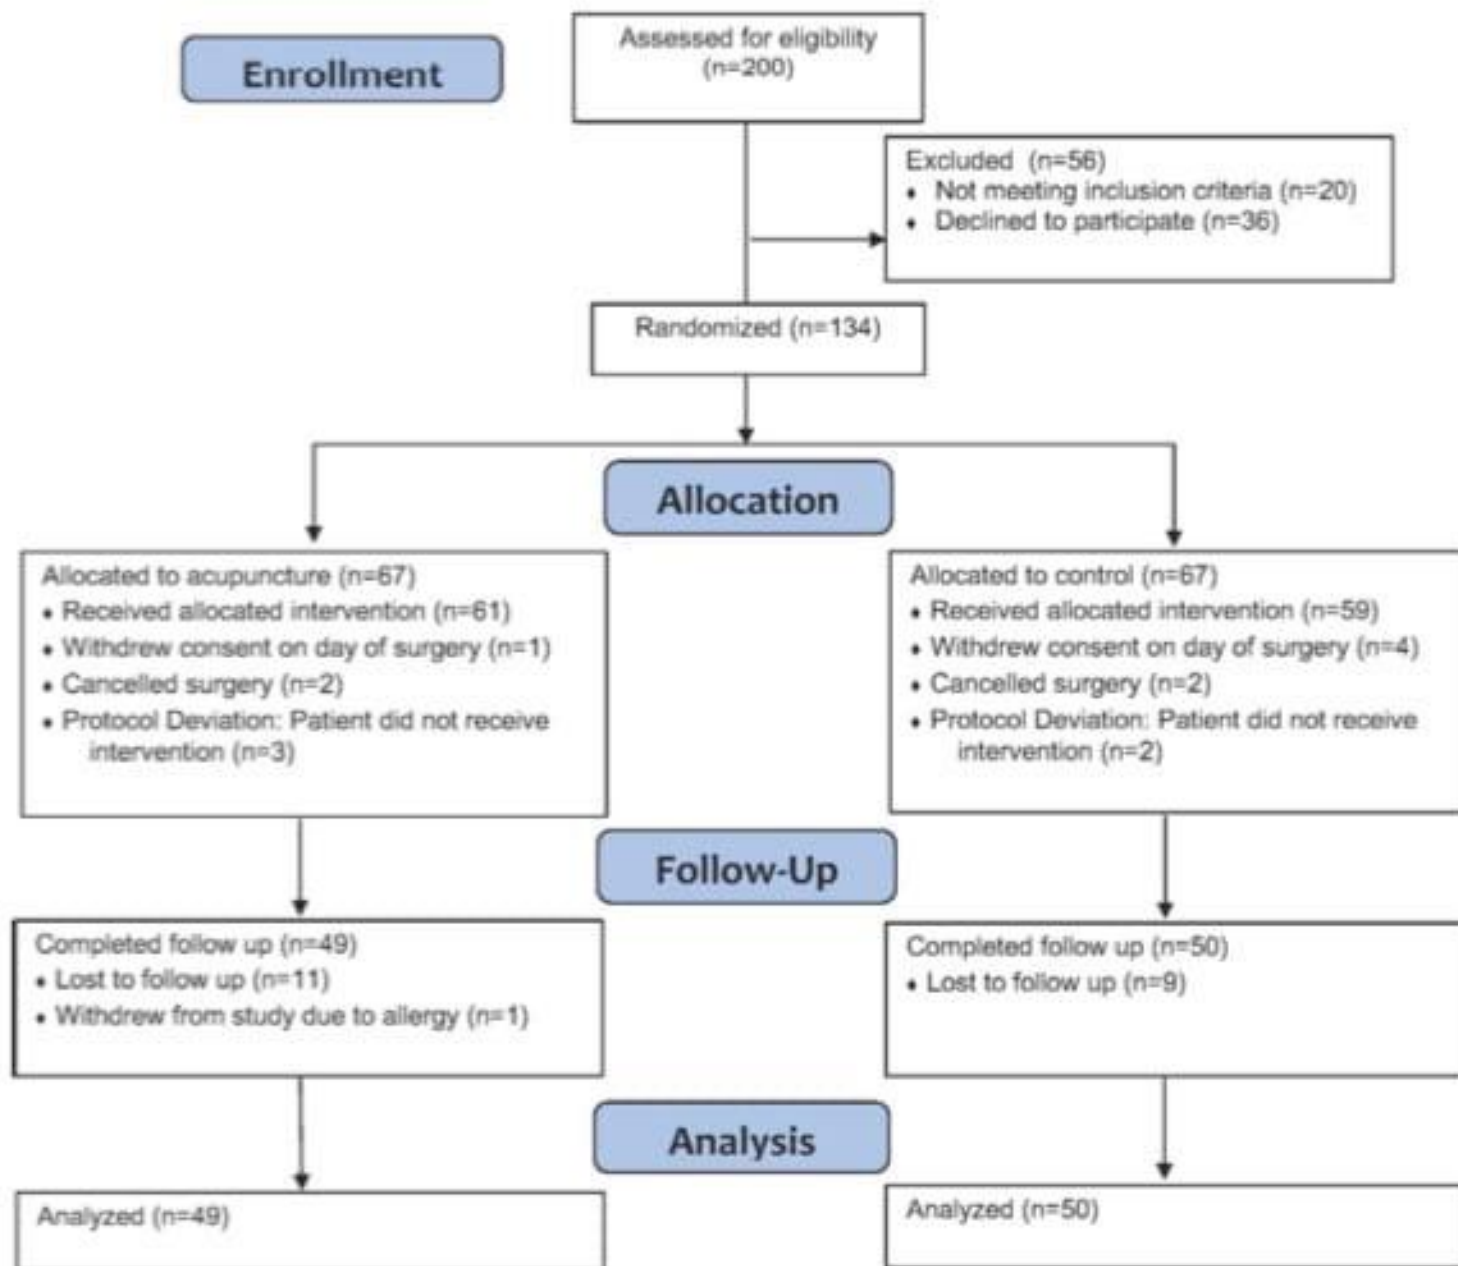 Enrollment
Assessed for eligibility
(n=200)
Excluded (n=56)
⬧ Not meeting inclusion criteria (n=20)
⬧ Declined to participate (n=36)
Randomized (n=134)
Allocation
Allocated to acupuncture (n=67)
⬧ Received allocated intervention (n=61)
⬧ Withdrew consent on day of surgery (n=1)
⬧ Cancelled surgery (n=2)
⬧ Protocol Deviation: Patient did not receive
intervention (n=3)
Allocated to control (n=67)
⬧ Received allocated intervention (n=59)
⬧ Withdrew consent on day of surgery (n=4)
⬧ Cancelled surgery (n=2)
⬧ Protocol Deviation: Patient did not receive
intervention (n=2)
Follow-Up
Completed follow up (n=49)
⬧ Lost to follow up (n=11)
⬧ Withdrew from study due to allergy (n=1)
Completed follow up (n=50)
⬧ Lost to follow up (n=9)
Analysis
Analyzed (n=49)
Analyzed (n=50)